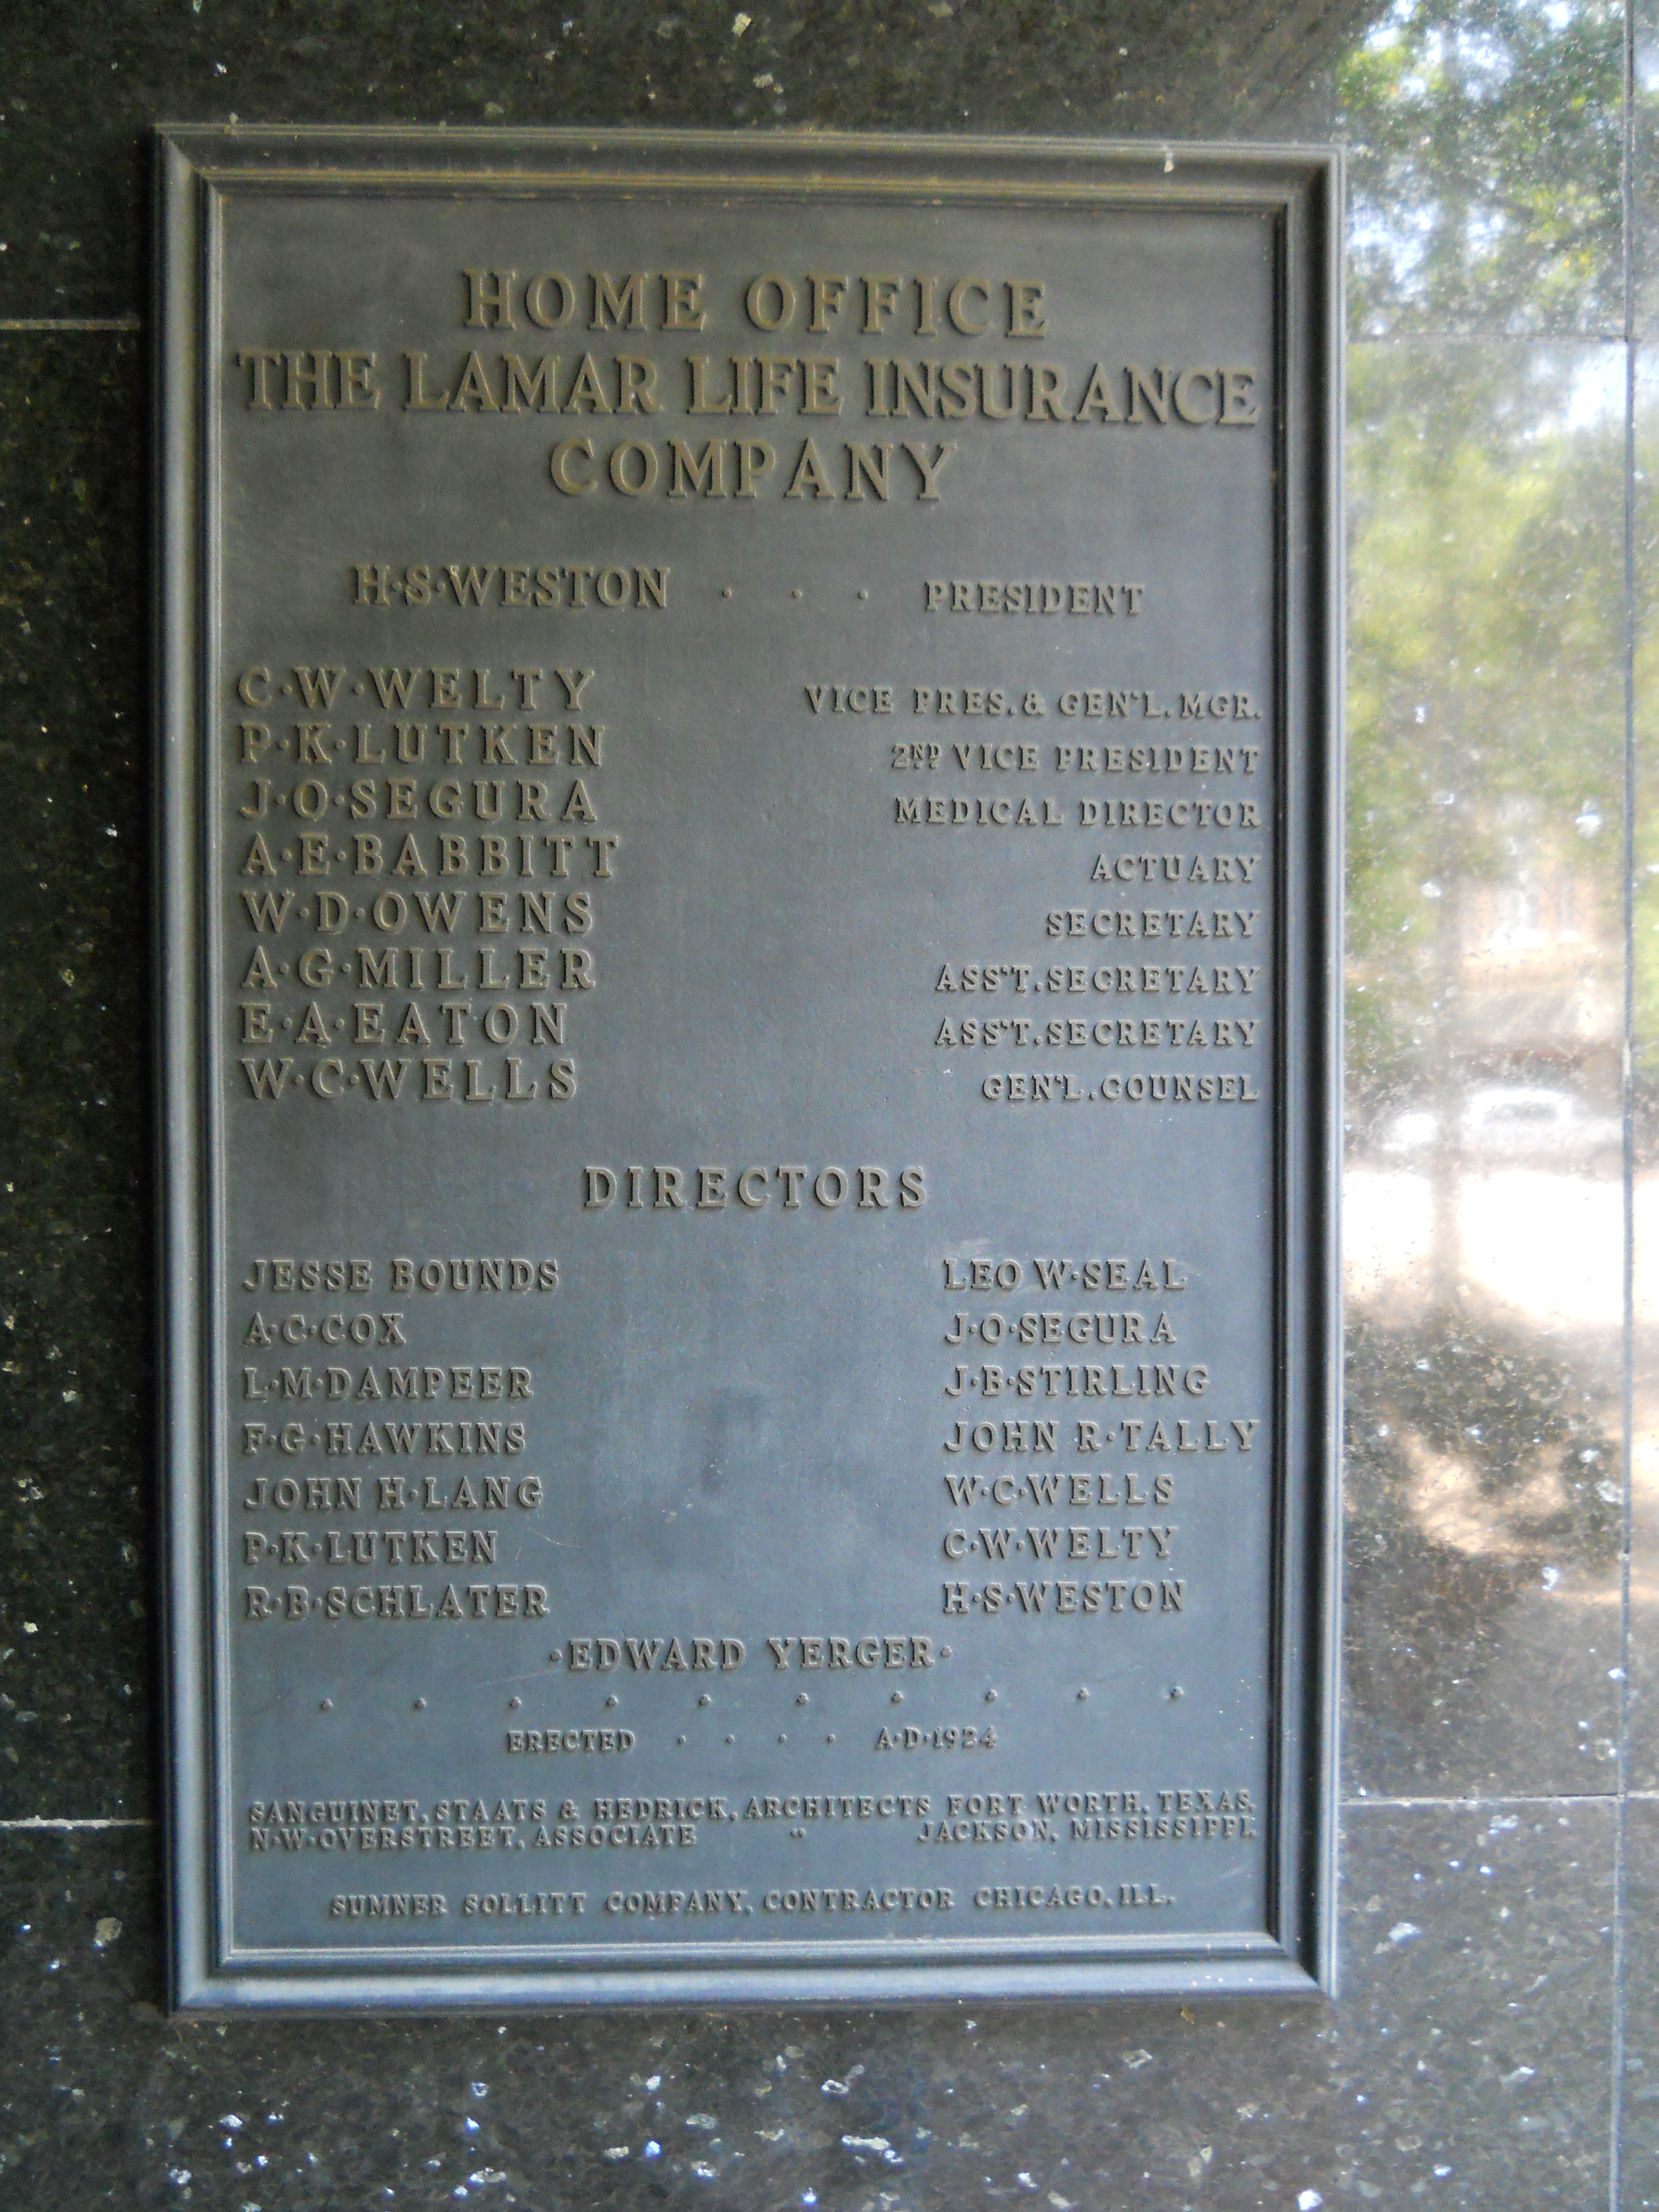 HOME OFFICE
THE LAMAR LIFE INSURANCE
COMPANY
H·S·WESTON · · · PRESIDENT
C·W·WELTY VICE PRES. & GEN'L. MGR.
P·K·LUTKEN 2ND VICE PRESIDENT
J·O·SEGURA MEDICAL DIRECTOR
A·E·BABBITT ACTUARY
W·D·OWENS SECRETARY
A·G·MILLER ASS'T. SECRETARY
E·A·EATON ASS'T. SECRETARY
W·C·WELLS GEN'L. COUNSEL
DIRECTORS
JESSE BOUNDS LEO W·SEAL
A·C·COX J·O·SEGURA
L·M·DAMPEER J·B·STIRLING
F·G·HAWKINS JOHN R·TALLY
JOHN H·LANG W·C·WELLS
P·K·LUTKEN C·W·WELTY
R·B·SCHLATER H·S·WESTON
·EDWARD YERGER·
ERECTED · · · · A·D·1924
SANGUINET, STAATS & HEDRICK, ARCHITECTS FORT WORTH, TEXAS.
N·W·OVERSTREET, ASSOCIATE " JACKSON, MISSISSIPPI.
SUMNER SOLLITT COMPANY, CONTRACTOR CHICAGO, ILL.